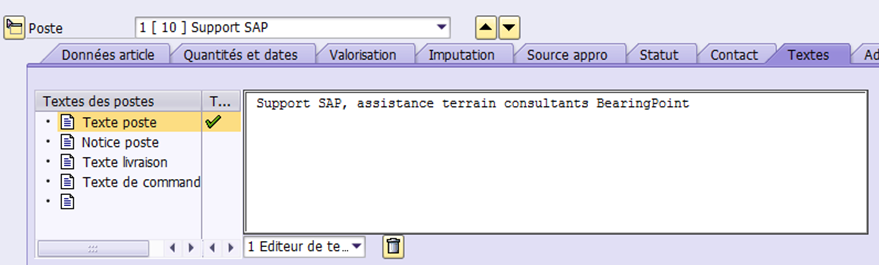 Poste 1 [ 10 ] Support SAP
Données article Quantités et dates Valorisation Imputation Source appro Statut Contact Textes Ad
Textes des postes T...
Texte poste
Notice poste
Texte livraison
Texte de command
Support SAP, assistance terrain consultants BearingPoint
1 Editeur de te...